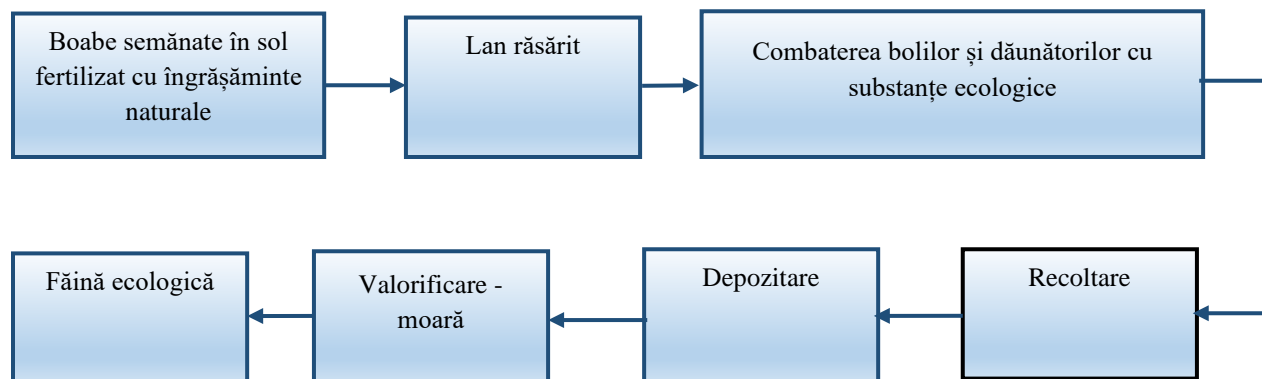 Boabe semănate în sol
fertilizat cu îngrășăminte
naturale
Lan răsărit
Combaterea bolilor și dăunătorilor cu
substanțe ecologice
Făină ecologică
Valorificare -
moară
Depozitare
Recoltare